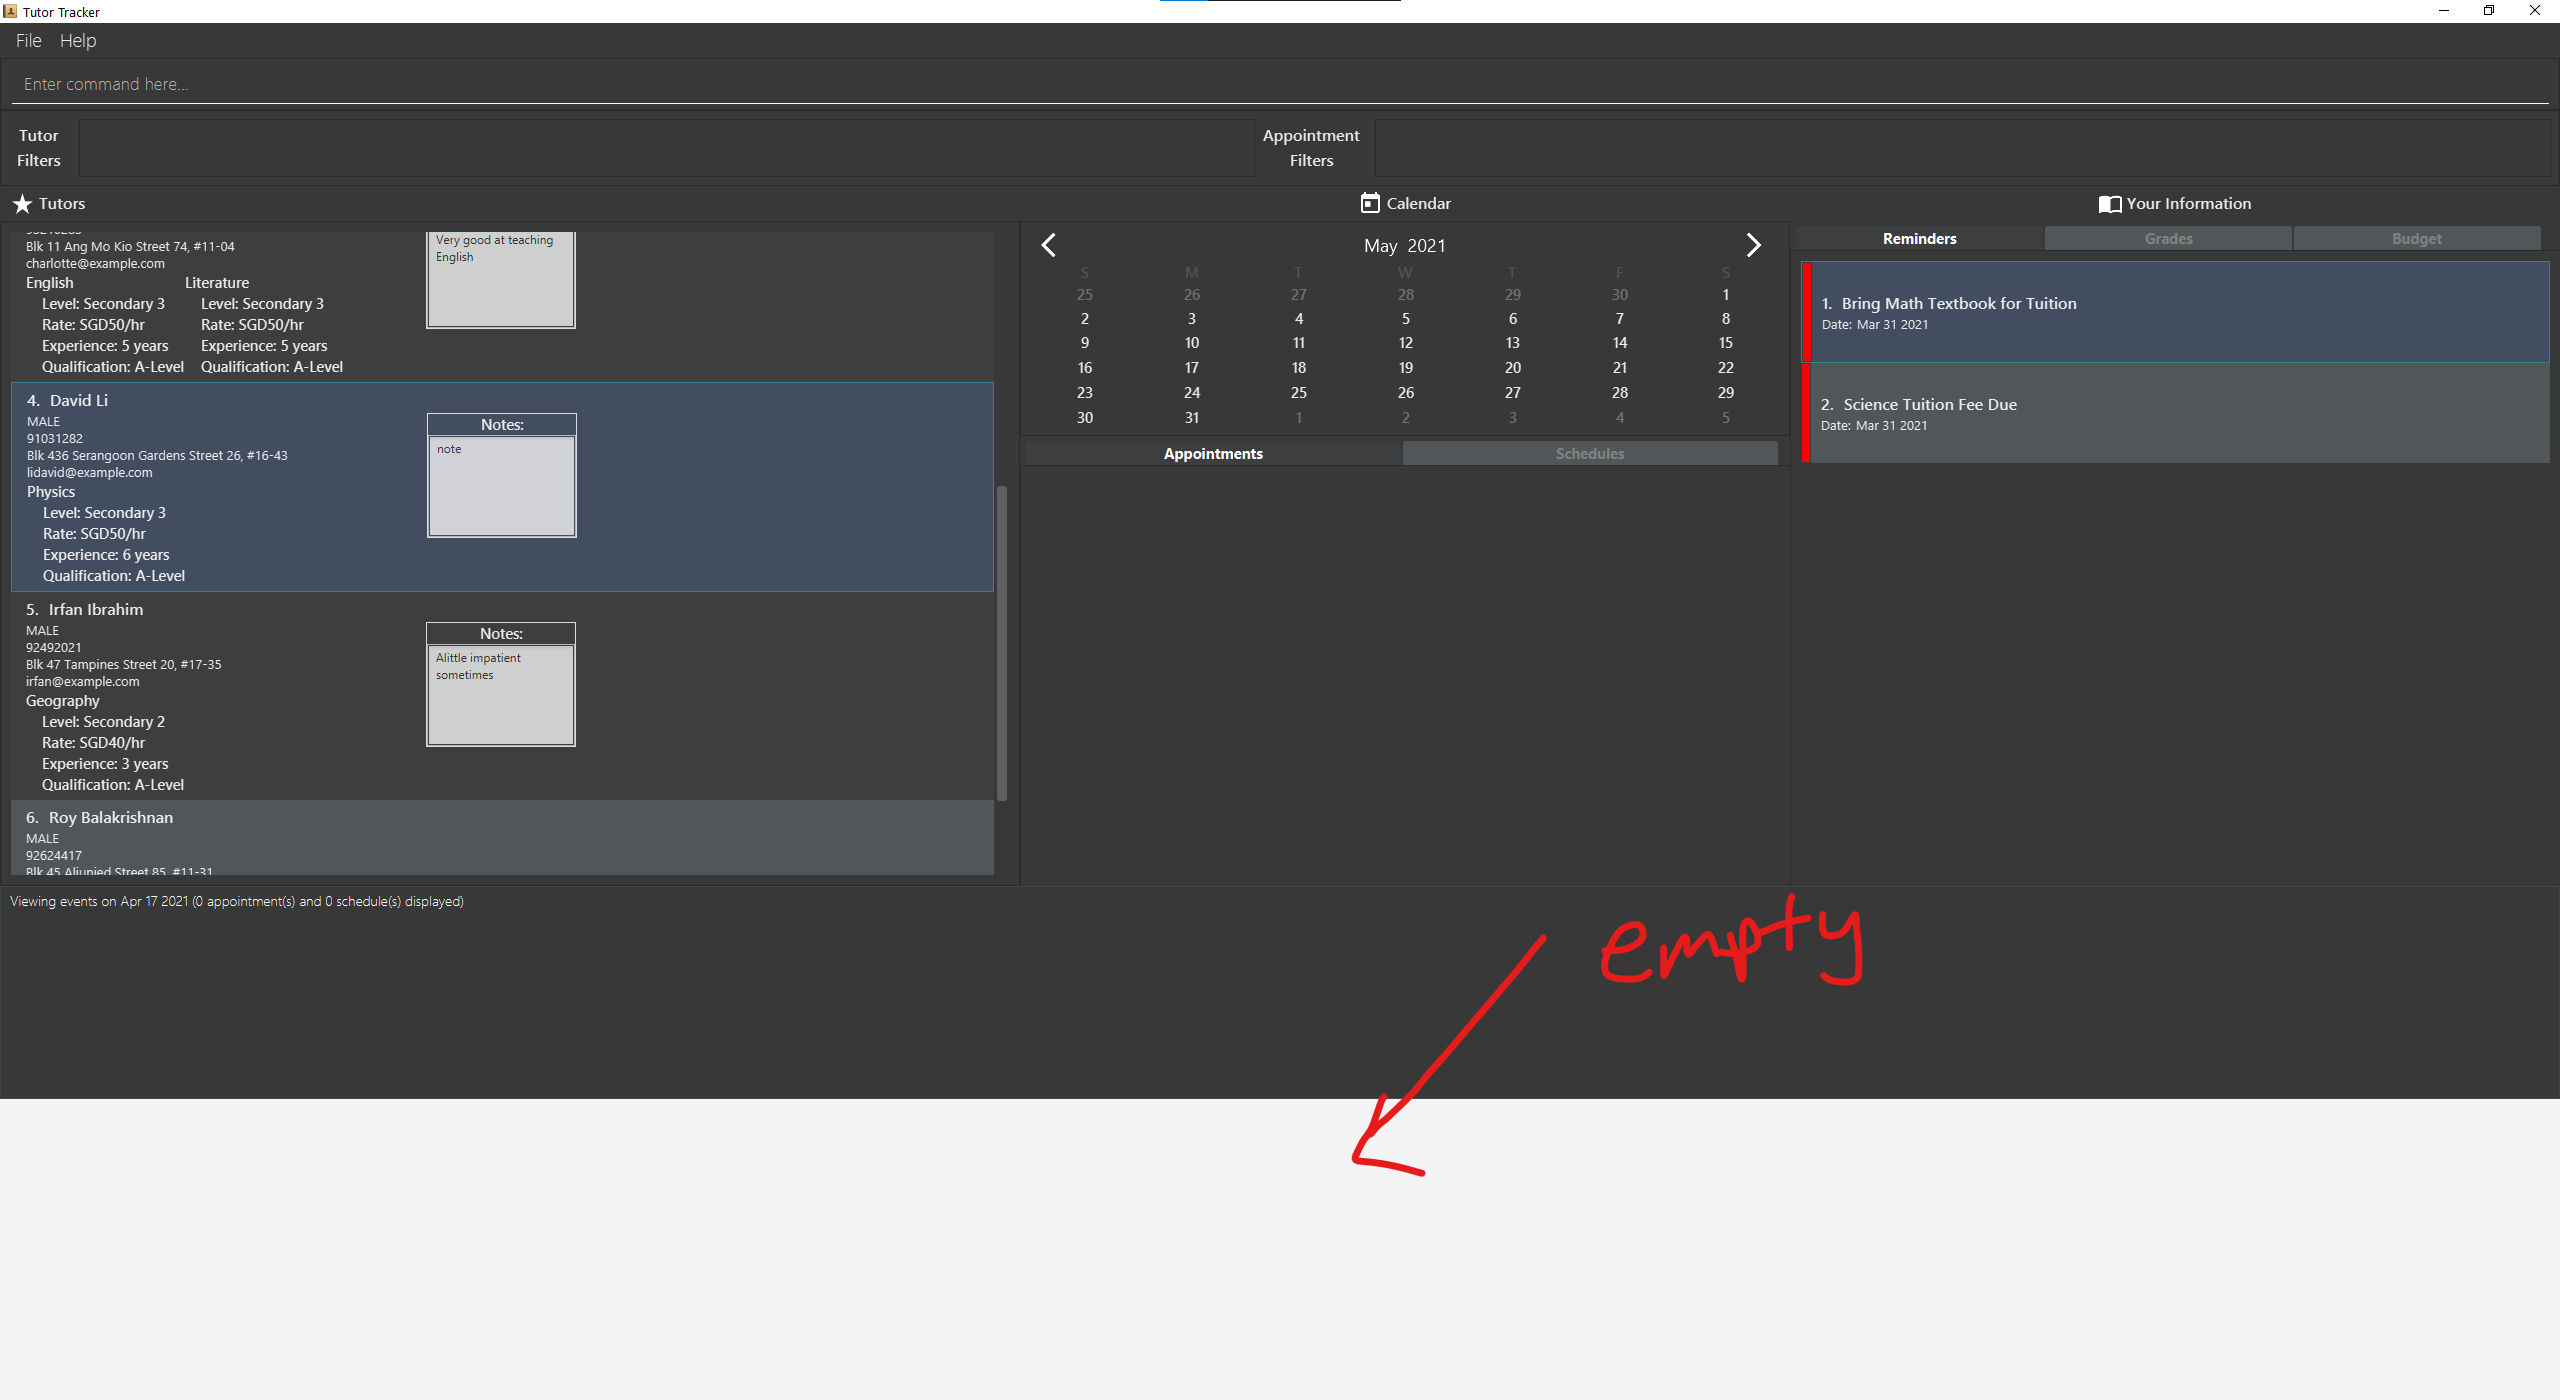 Tutor Tracker
File Help
Enter command here...
Tutor Filters
Appointment Filters
Tutors
Calendar
Your Information
Blk 11 Ang Mo Kio Street 74, #11-04
charlotte@example.com
English Literature
Level: Secondary 3 Level: Secondary 3
Rate: SGD50/hr Rate: SGD50/hr
Experience: 5 years Experience: 5 years
Qualification: A-Level Qualification: A-Level
Very good at teaching
English
4. David Li
MALE
91031282
Blk 436 Serangoon Gardens Street 26, #16-43
lidavid@example.com
Physics
Level: Secondary 3
Rate: SGD50/hr
Experience: 6 years
Qualification: A-Level
Notes:
note
5. Irfan Ibrahim
MALE
92492021
Blk 47 Tampines Street 20, #17-35
irfan@example.com
Geography
Level: Secondary 2
Rate: SGD40/hr
Experience: 3 years
Qualification: A-Level
Notes:
Alittle impatient
sometimes
6. Roy Balakrishnan
MALE
92624417
Blk 45 Aljunied Street 85, #11-31
May 2021
S M T W T F S
25 26 27 28 29 30 1
2 3 4 5 6 7 8
9 10 11 12 13 14 15
16 17 18 19 20 21 22
23 24 25 26 27 28 29
30 31 1 2 3 4 5
Appointments Schedules
Reminders Grades Budget
1. Bring Math Textbook for Tuition
Date: Mar 31 2021
2. Science Tuition Fee Due
Date: Mar 31 2021
Viewing events on Apr 17 2021 (0 appointment(s) and 0 schedule(s) displayed)
empty